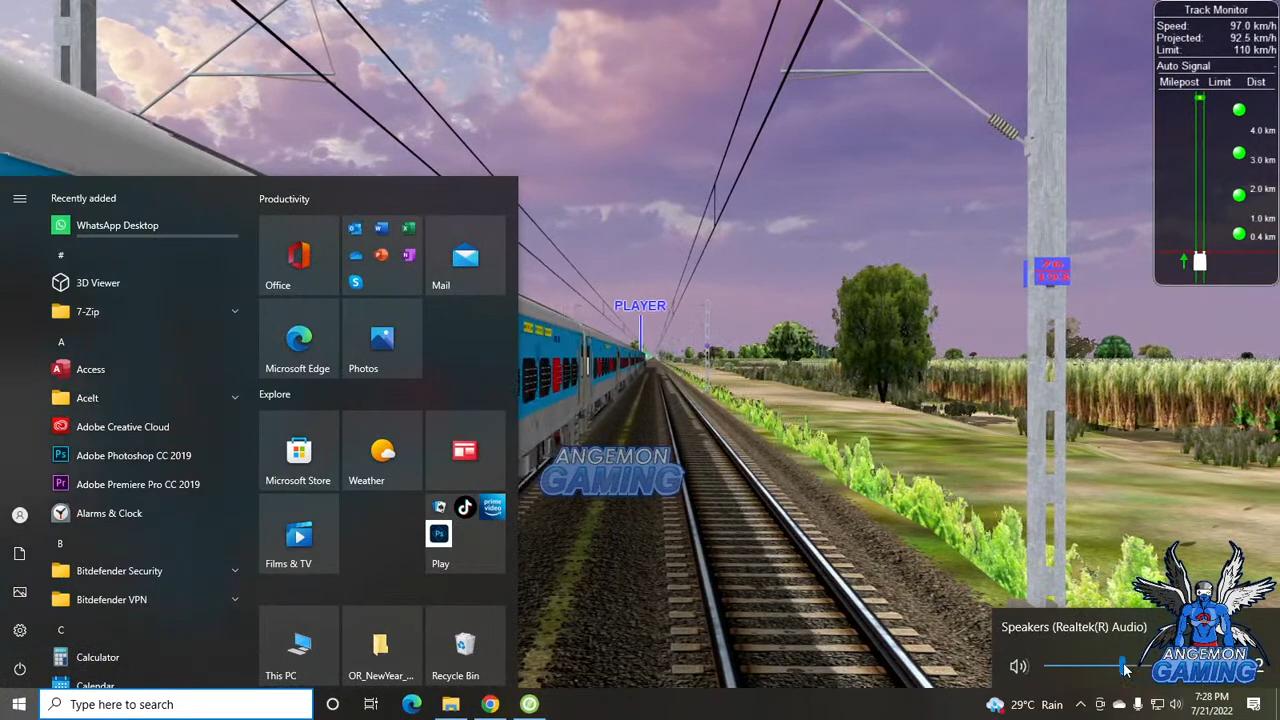 Track Monitor
Speed: 97.0 km/h
Projected: 92.5 km/h
Limit: 110 km/h
Auto Signal -
Milepost Limit Dist
4.0 km
3.0 km
2.0 km
1.0 km
0.4 km
PLAYER
Recently added
WhatsApp Desktop
#
3D Viewer
7-Zip
A
Access
AceIt
Adobe Creative Cloud
Adobe Photoshop CC 2019
Adobe Premiere Pro CC 2019
Alarms & Clock
B
Bitdefender Security
Bitdefender VPN
C
Calculator
Calendar
Productivity
Office
Mail
Microsoft Edge
Photos
Explore
Microsoft Store
Weather
Films & TV
prime video
Ps
Play
This PC
OR_NewYear_...
Recycle Bin
ANGEMON
GAMING
Speakers (Realtek(R) Audio)
ANGEMON
GAMING
Type here to search
29°C Rain
7:28 PM
7/21/2022